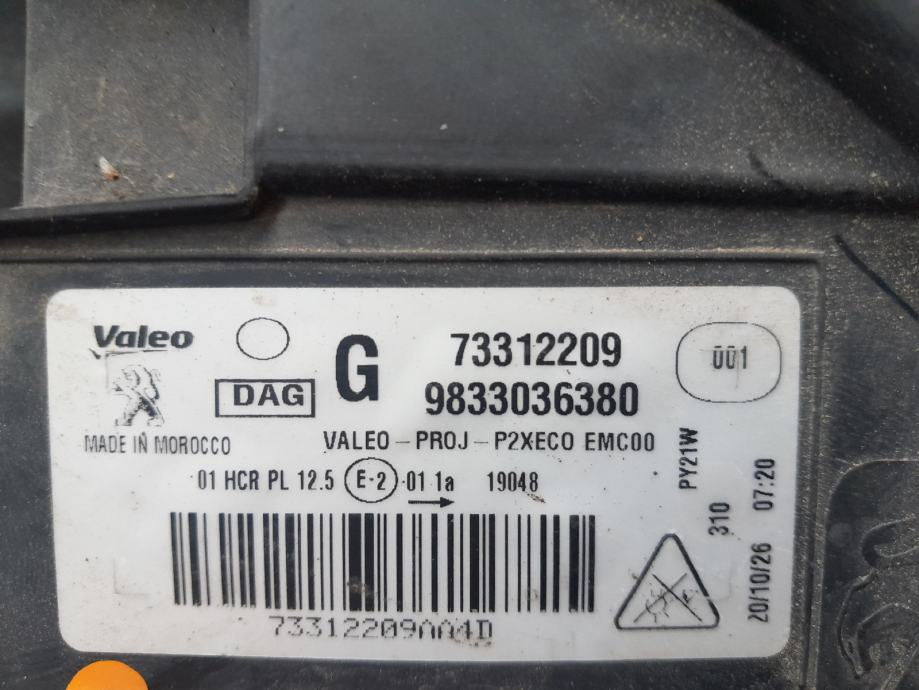 Valeo
DAG
G
73312209
9833036380
001
MADE IN MOROCCO
VALEO-PROJ-P2XECO EMC00
01 HCR PL 12.5 E-2 01 1a 19048
PY21W
310
20/10/26 07:20
73312209AA4D